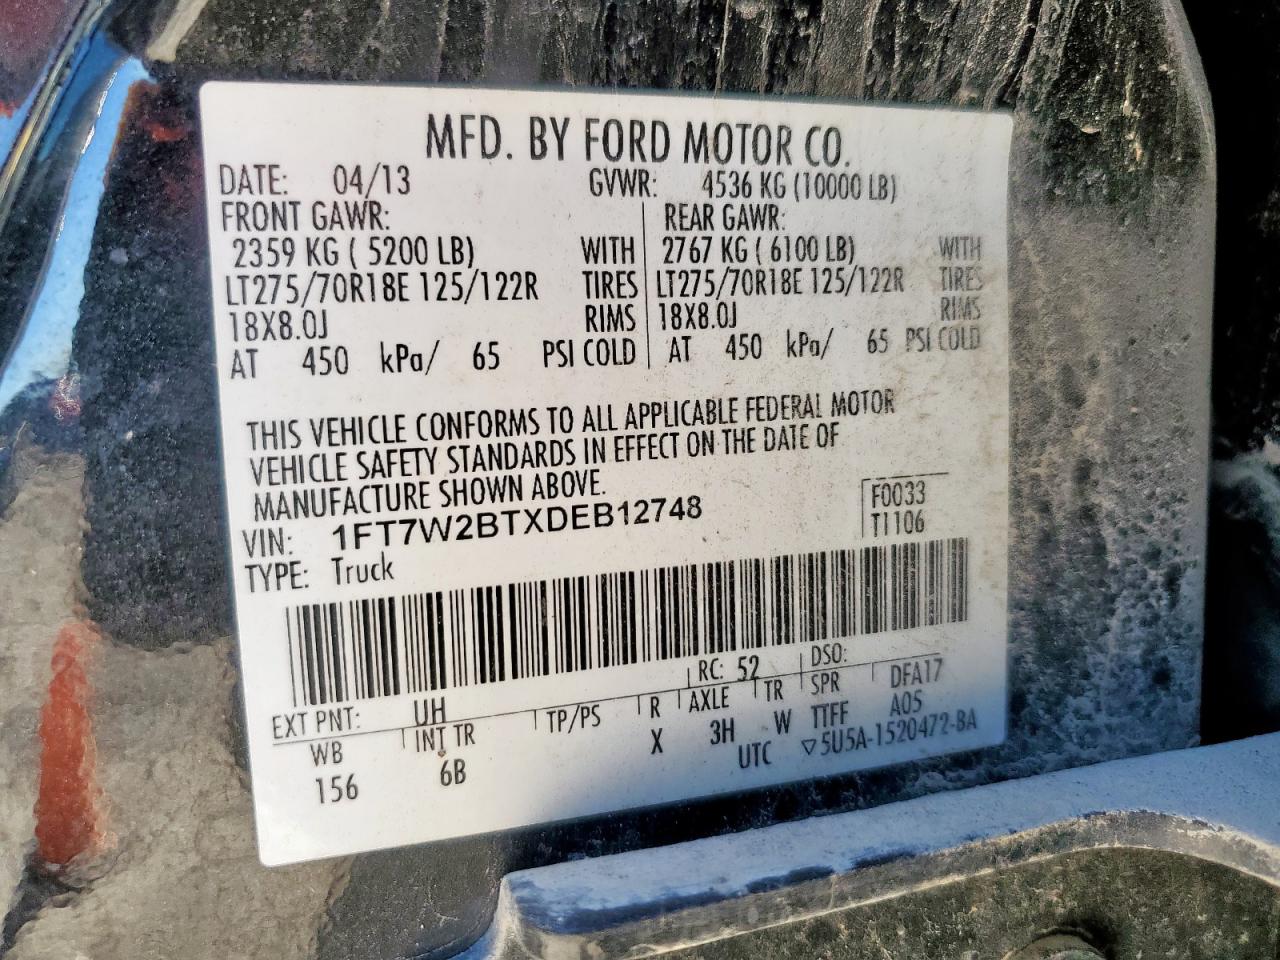 MFD. BY FORD MOTOR CO.
DATE: 04/13 GVWR: 4536 KG (10000 LB)
FRONT GAWR: REAR GAWR:
2359 KG ( 5200 LB) WITH 2767 KG ( 6100 LB) WITH
LT275/70R18E 125/122R TIRES LT275/70R18E 125/122R TIRES
18X8.0J RIMS 18X8.0J RIMS
AT 450 kPa/ 65 PSI COLD AT 450 kPa/ 65 PSI COLD
THIS VEHICLE CONFORMS TO ALL APPLICABLE FEDERAL MOTOR
VEHICLE SAFETY STANDARDS IN EFFECT ON THE DATE OF
MANUFACTURE SHOWN ABOVE.
VIN: 1FT7W2BTXDEB12748 F0033
TYPE: Truck T1106
EXT PNT: UH RC: 52 DSO:
WB INT TR TP/PS R AXLE TR SPR DFA17
156 6B X 3H W TTFF A05
UTC ▽5U5A-1520472-BA